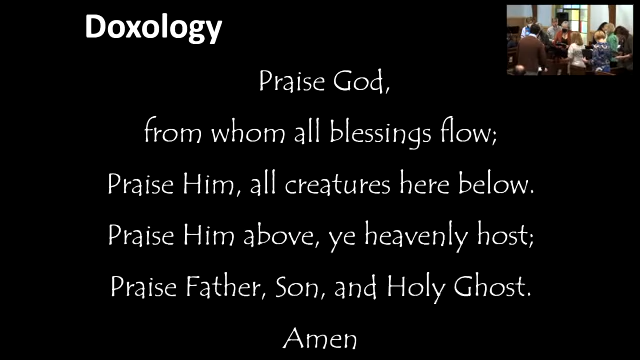 Doxology
Praise God,
from whom all blessings flow;
Praise Him, all creatures here below.
Praise Him above, ye heavenly host;
Praise Father, Son, and Holy Ghost.
Amen